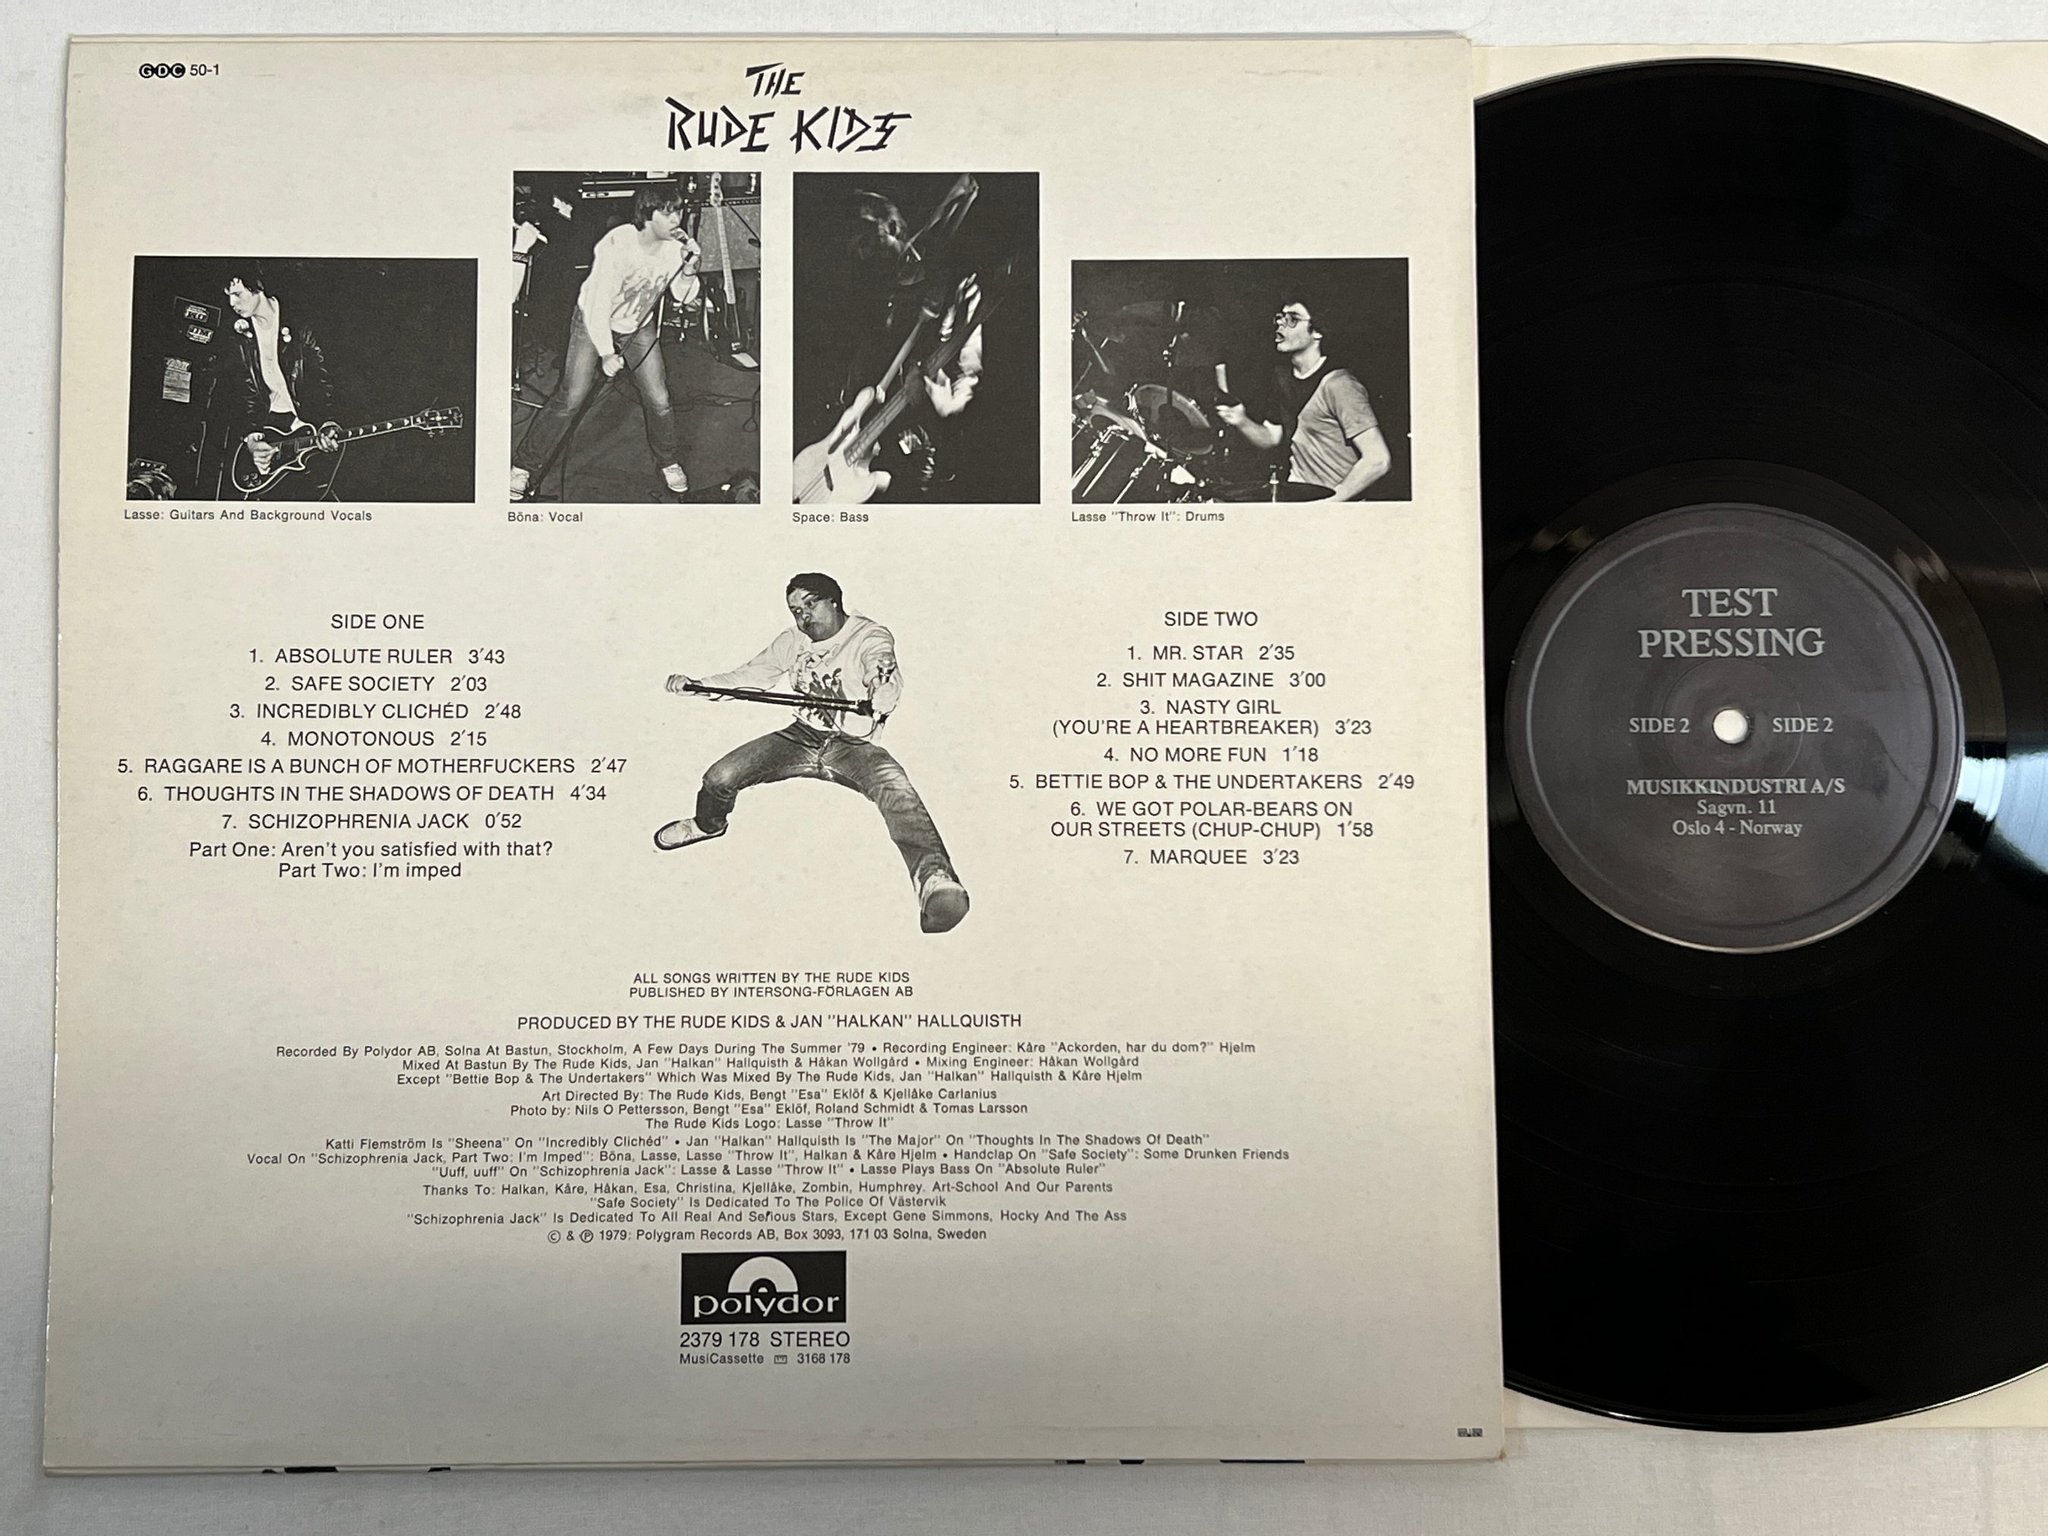 GDC 50-1
THE
RUDE KIDS
Lasse: Guitars And Background Vocals
Böna: Vocal
Space: Bass
Lasse "Throw It": Drums
SIDE ONE
1. ABSOLUTE RULER 3'43
2. SAFE SOCIETY 2'03
3. INCREDIBLY CLICHÉD 2'48
4. MONOTONOUS 2'15
5. RAGGARE IS A BUNCH OF MOTHERFUCKERS 2'47
6. THOUGHTS IN THE SHADOWS OF DEATH 4'34
7. SCHIZOPHRENIA JACK 0'52
Part One: Aren't you satisfied with that?
Part Two: I'm imped
SIDE TWO
1. MR. STAR 2'35
2. SHIT MAGAZINE 3'00
3. NASTY GIRL
(YOU'RE A HEARTBREAKER) 3'23
4. NO MORE FUN 1'18
5. BETTIE BOP & THE UNDERTAKERS 2'49
6. WE GOT POLAR-BEARS ON
OUR STREETS (CHUP-CHUP) 1'58
7. MARQUEE 3'23
ALL SONGS WRITTEN BY THE RUDE KIDS
PUBLISHED BY INTERSONG-FÖRLAGEN AB
PRODUCED BY THE RUDE KIDS & JAN "HALKAN" HALLQUISTH
Recorded By Polydor AB, Solna At Bastun, Stockholm, A Few Days During The Summer '79 • Recording Engineer: Kåre "Ackorden, har du dom?" Hjelm
Mixed At Bastun By The Rude Kids, Jan "Halkan" Hallquisth & Håkan Wollgård • Mixing Engineer: Håkan Wollgård
Except "Bettie Bop & The Undertakers" Which Was Mixed By The Rude Kids, Jan "Halkan" Hallquisth & Kåre Hjelm
Art Directed By: The Rude Kids, Bengt "Esa" Eklöf & Kjellåke Carlanius
Photo by: Nils O Pettersson, Bengt "Esa" Eklöf, Roland Schmidt & Tomas Larsson
The Rude Kids Logo: Lasse "Throw It"
Katti Flemström Is "Sheena" On "Incredibly Clichéd" • Jan "Halkan" Hallquisth Is "The Major" On "Thoughts In The Shadows Of Death"
Vocal On "Schizophrenia Jack, Part Two: I'm Imped": Böna, Lasse, Lasse "Throw It", Halkan & Kåre Hjelm • Handclap On "Safe Society": Some Drunken Friends
"Uuff, uuff" On "Schizophrenia Jack": Lasse & Lasse "Throw It" • Lasse Plays Bass On "Absolute Ruler"
Thanks To: Halkan, Kåre, Håkan, Esa, Christina, Kjellåke, Zombin, Humphrey. Art-School And Our Parents
"Safe Society" Is Dedicated To The Police Of Västervik
"Schizophrenia Jack" Is Dedicated To All Real And Serious Stars, Except Gene Simmons, Hocky And The Ass
© & ℗ 1979: Polygram Records AB, Box 3093, 171 03 Solna, Sweden
polydor
2379 178 STEREO
MusiCassette 3168 178
TEST
PRESSING
SIDE 2 SIDE 2
MUSIKKINDUSTRI A/S
Sagvn. 11
Oslo 4 - Norway